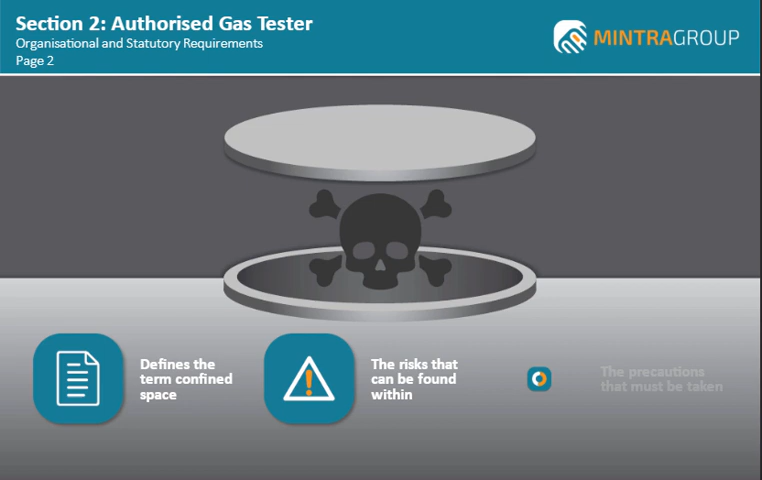 Section 2: Authorised Gas Tester
Organisational and Statutory Requirements
Page 2
MINTRAGROUP
Defines the
term confined
space
The risks that
can be found
within
The precautions
that must be taken